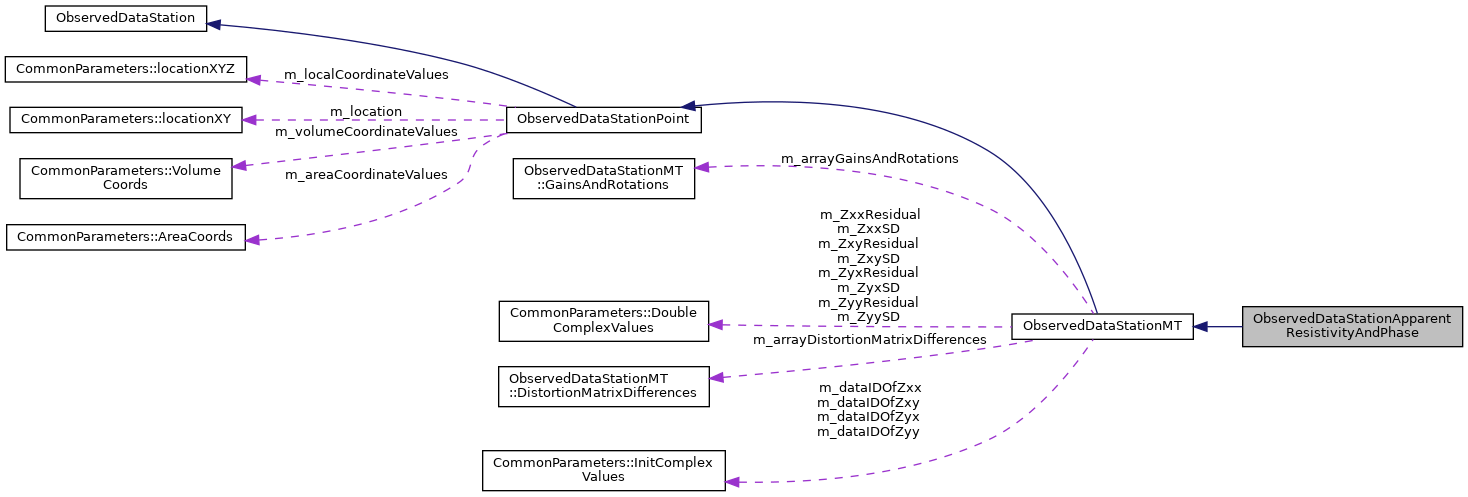 ObservedDataStation
CommonParameters::locationXYZ
m_localCoordinateValues
CommonParameters::locationXY
m_location
m_volumeCoordinateValues
CommonParameters::Volume
Coords
m_areaCoordinateValues
CommonParameters::AreaCoords
ObservedDataStationPoint
ObservedDataStationMT
::GainsAndRotations
m_arrayGainsAndRotations
m_ZxxResidual
m_ZxxSD
m_ZxyResidual
m_ZxySD
m_ZyxResidual
m_ZyxSD
m_ZyyResidual
m_ZyySD
CommonParameters::Double
ComplexValues
m_arrayDistortionMatrixDifferences
ObservedDataStationMT
::DistortionMatrixDifferences
m_dataIDOfZxx
m_dataIDOfZxy
m_dataIDOfZyx
m_dataIDOfZyy
CommonParameters::InitComplex
Values
ObservedDataStationMT
ObservedDataStationApparent
ResistivityAndPhase